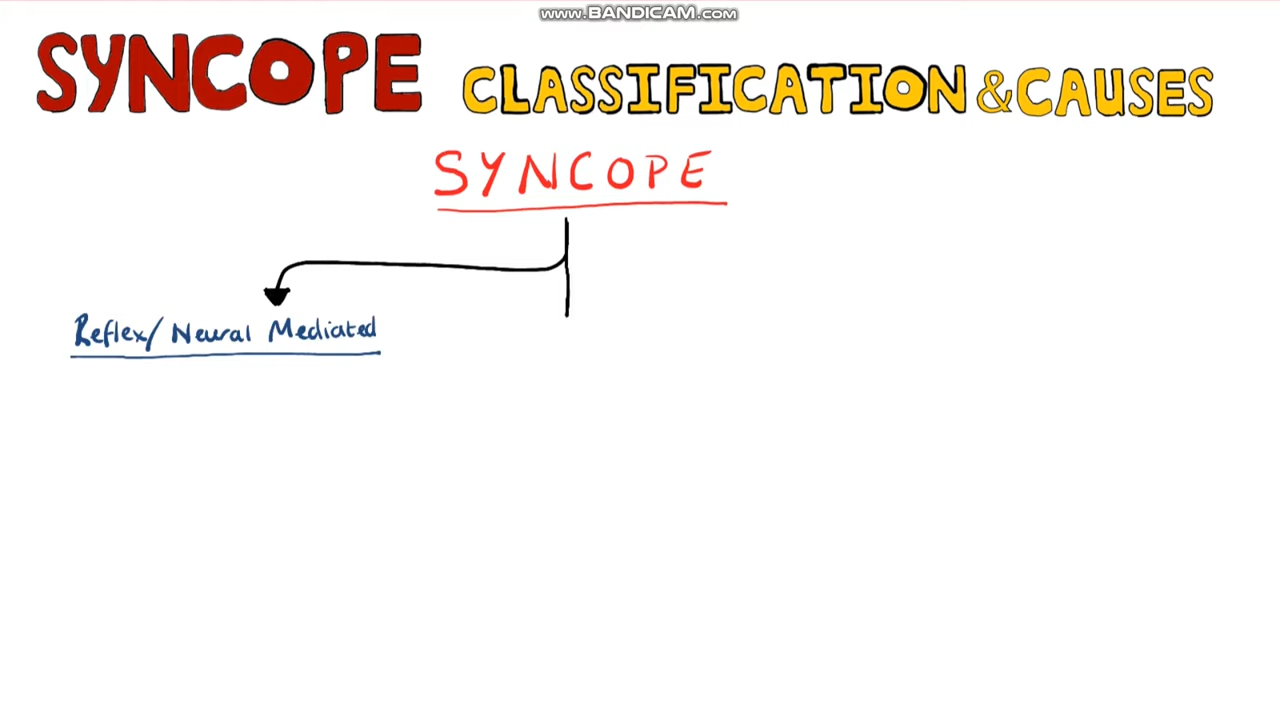 www.BANDICAM.com
SYNCOPE CLASSIFICATION & CAUSES
SYNCOPE
Reflex/ Neural Mediated